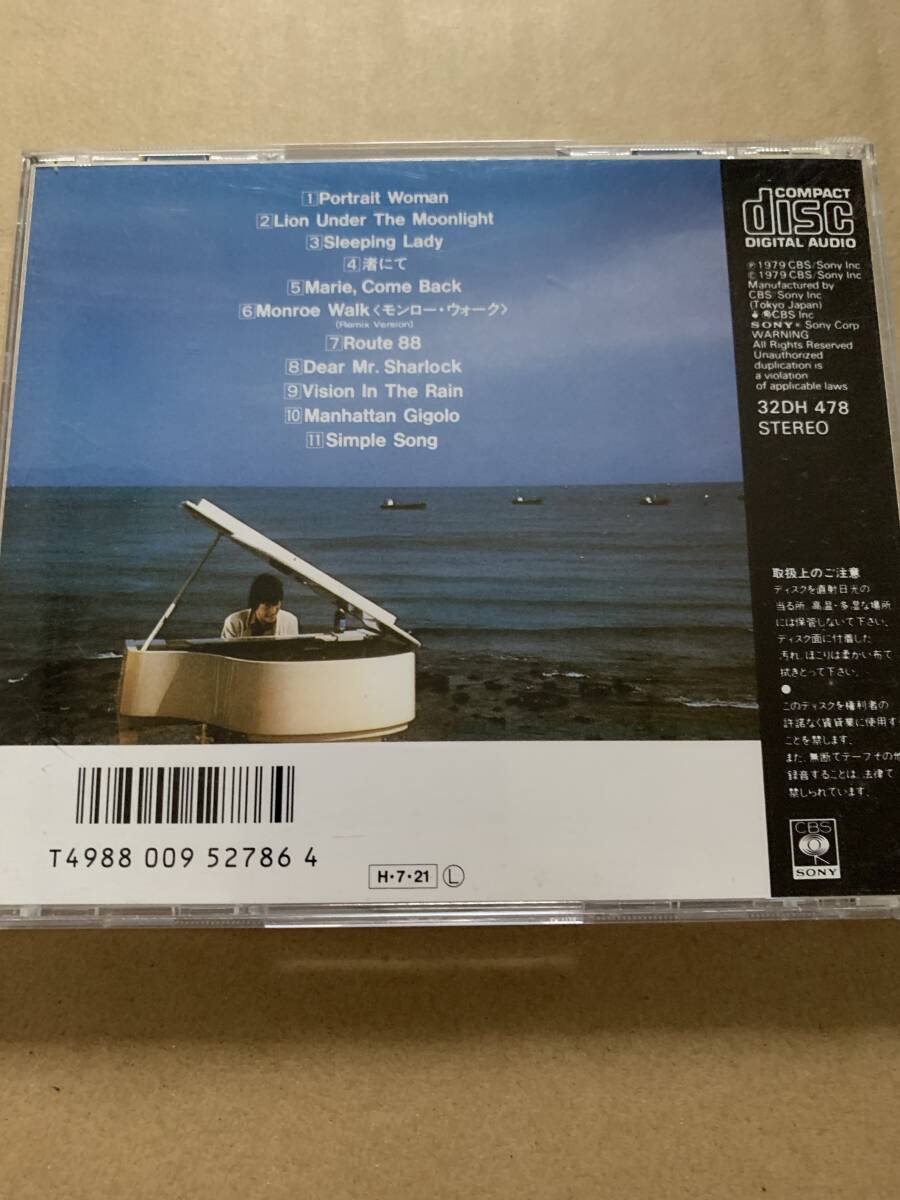 1 Portrait Woman
2 Lion Under The Moonlight
3 Sleeping Lady
4 渚にて
5 Marie, Come Back
6 Monroe Walk〈モンロー・ウォーク〉
(Remix Version)
7 Route 88
8 Dear Mr. Sharlock
9 Vision In The Rain
10 Manhattan Gigolo
11 Simple Song
COMPACT
disc
DIGITAL AUDIO
℗ 1979 CBS/Sony Inc
© 1979 CBS/Sony Inc
Manufactured by
CBS/Sony Inc
(Tokyo Japan)
CBS Inc
SONY® Sony Corp
WARNING
All Rights Reserved
Unauthorized
duplication is
a violation
of applicable laws
32DH 478
STEREO
取扱上のご注意
ディスクを直射日光の
当る所、高温・多湿な場所
には保管しないで下さい。
ディスク面に付着した
汚れ、ほこりは柔かい布で
拭きとって下さい。
●
このディスクを権利者の
許諾なく賃貸業に使用す
ことを禁します。
また、無断でテープその他
録音することは、法律で
禁じられています。
CBS
SONY
T4988 009 52786 4
H・7・21 Ⓛ